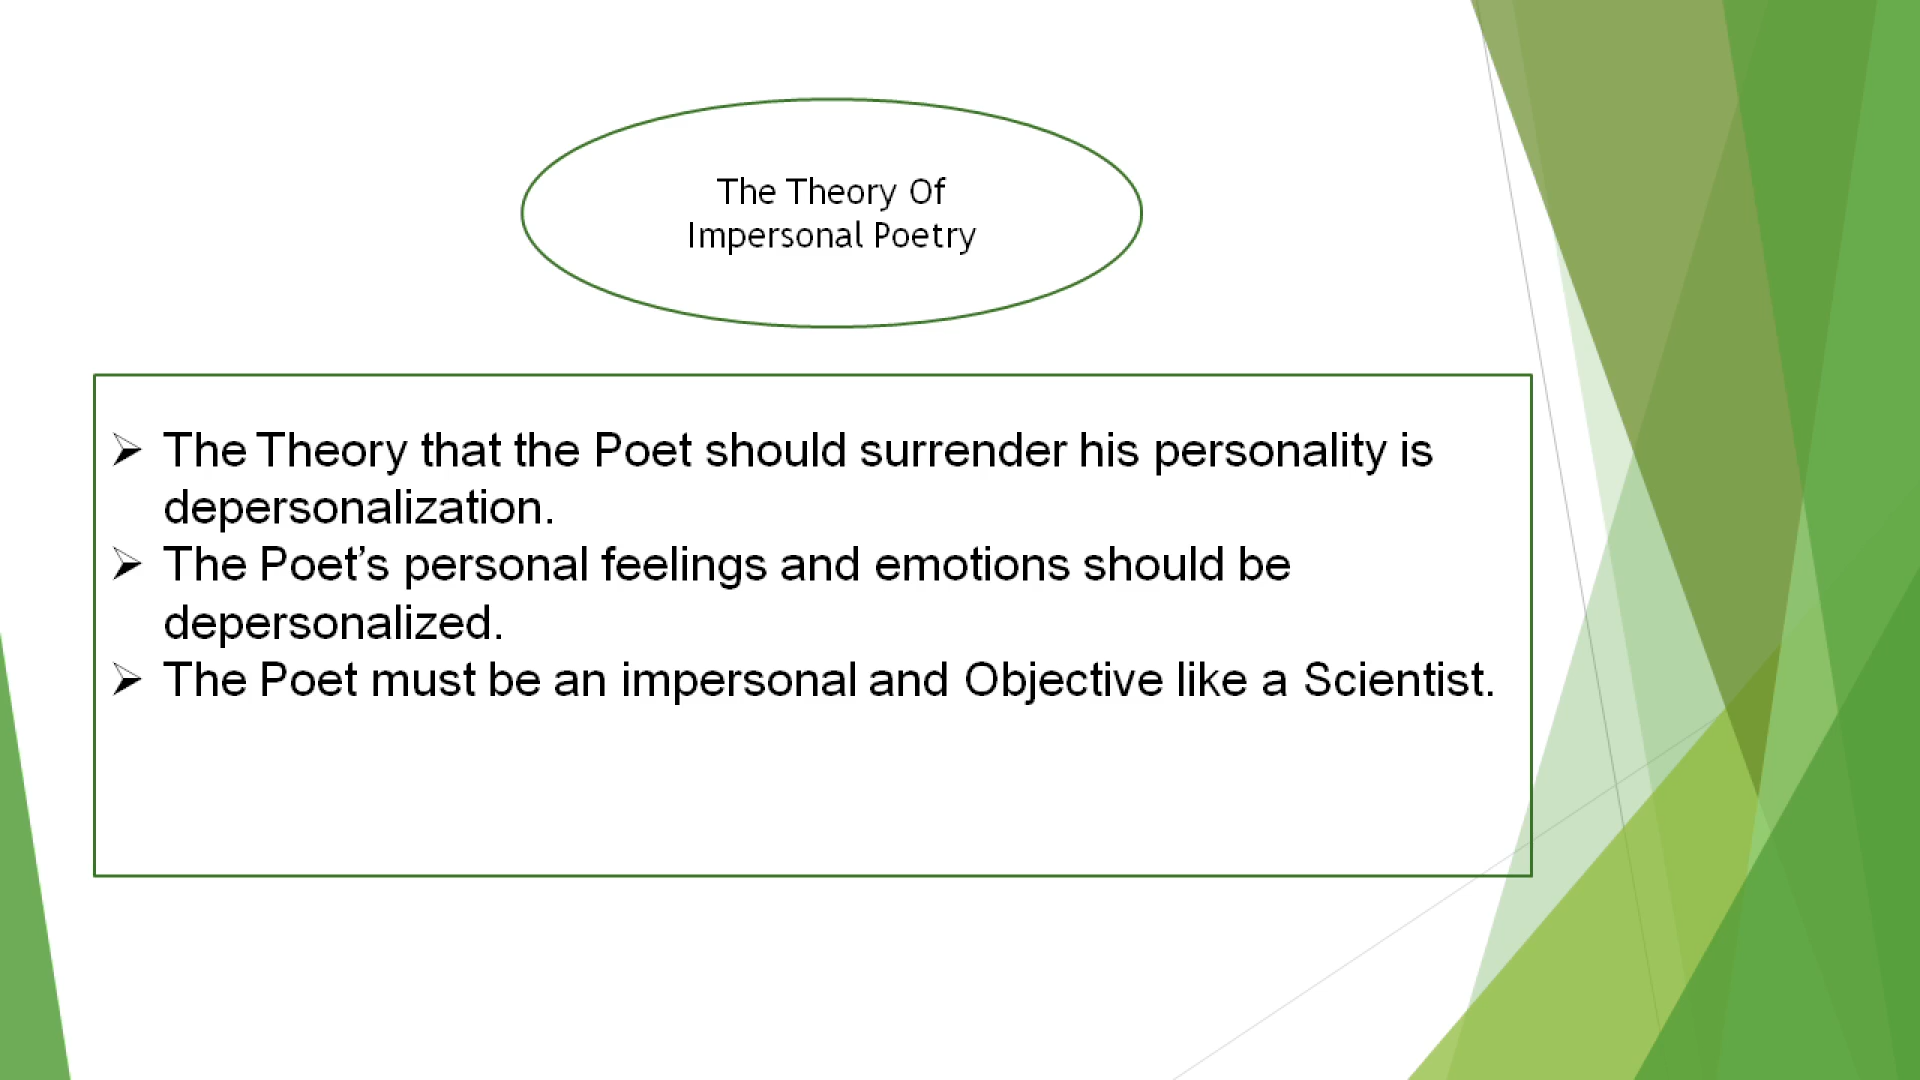 The Theory Of
Impersonal Poetry
➢ The Theory that the Poet should surrender his personality is
depersonalization.
➢ The Poet’s personal feelings and emotions should be
depersonalized.
➢ The Poet must be an impersonal and Objective like a Scientist.